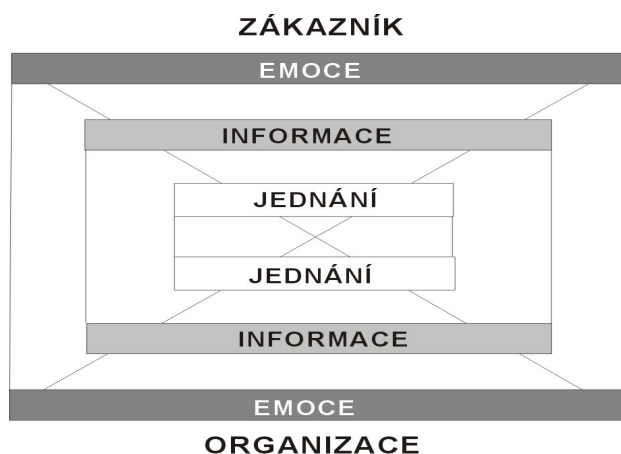 ZÁKAZNÍK
EMOCE
INFORMACE
JEDNÁNÍ
JEDNÁNÍ
INFORMACE
EMOCE
ORGANIZACE